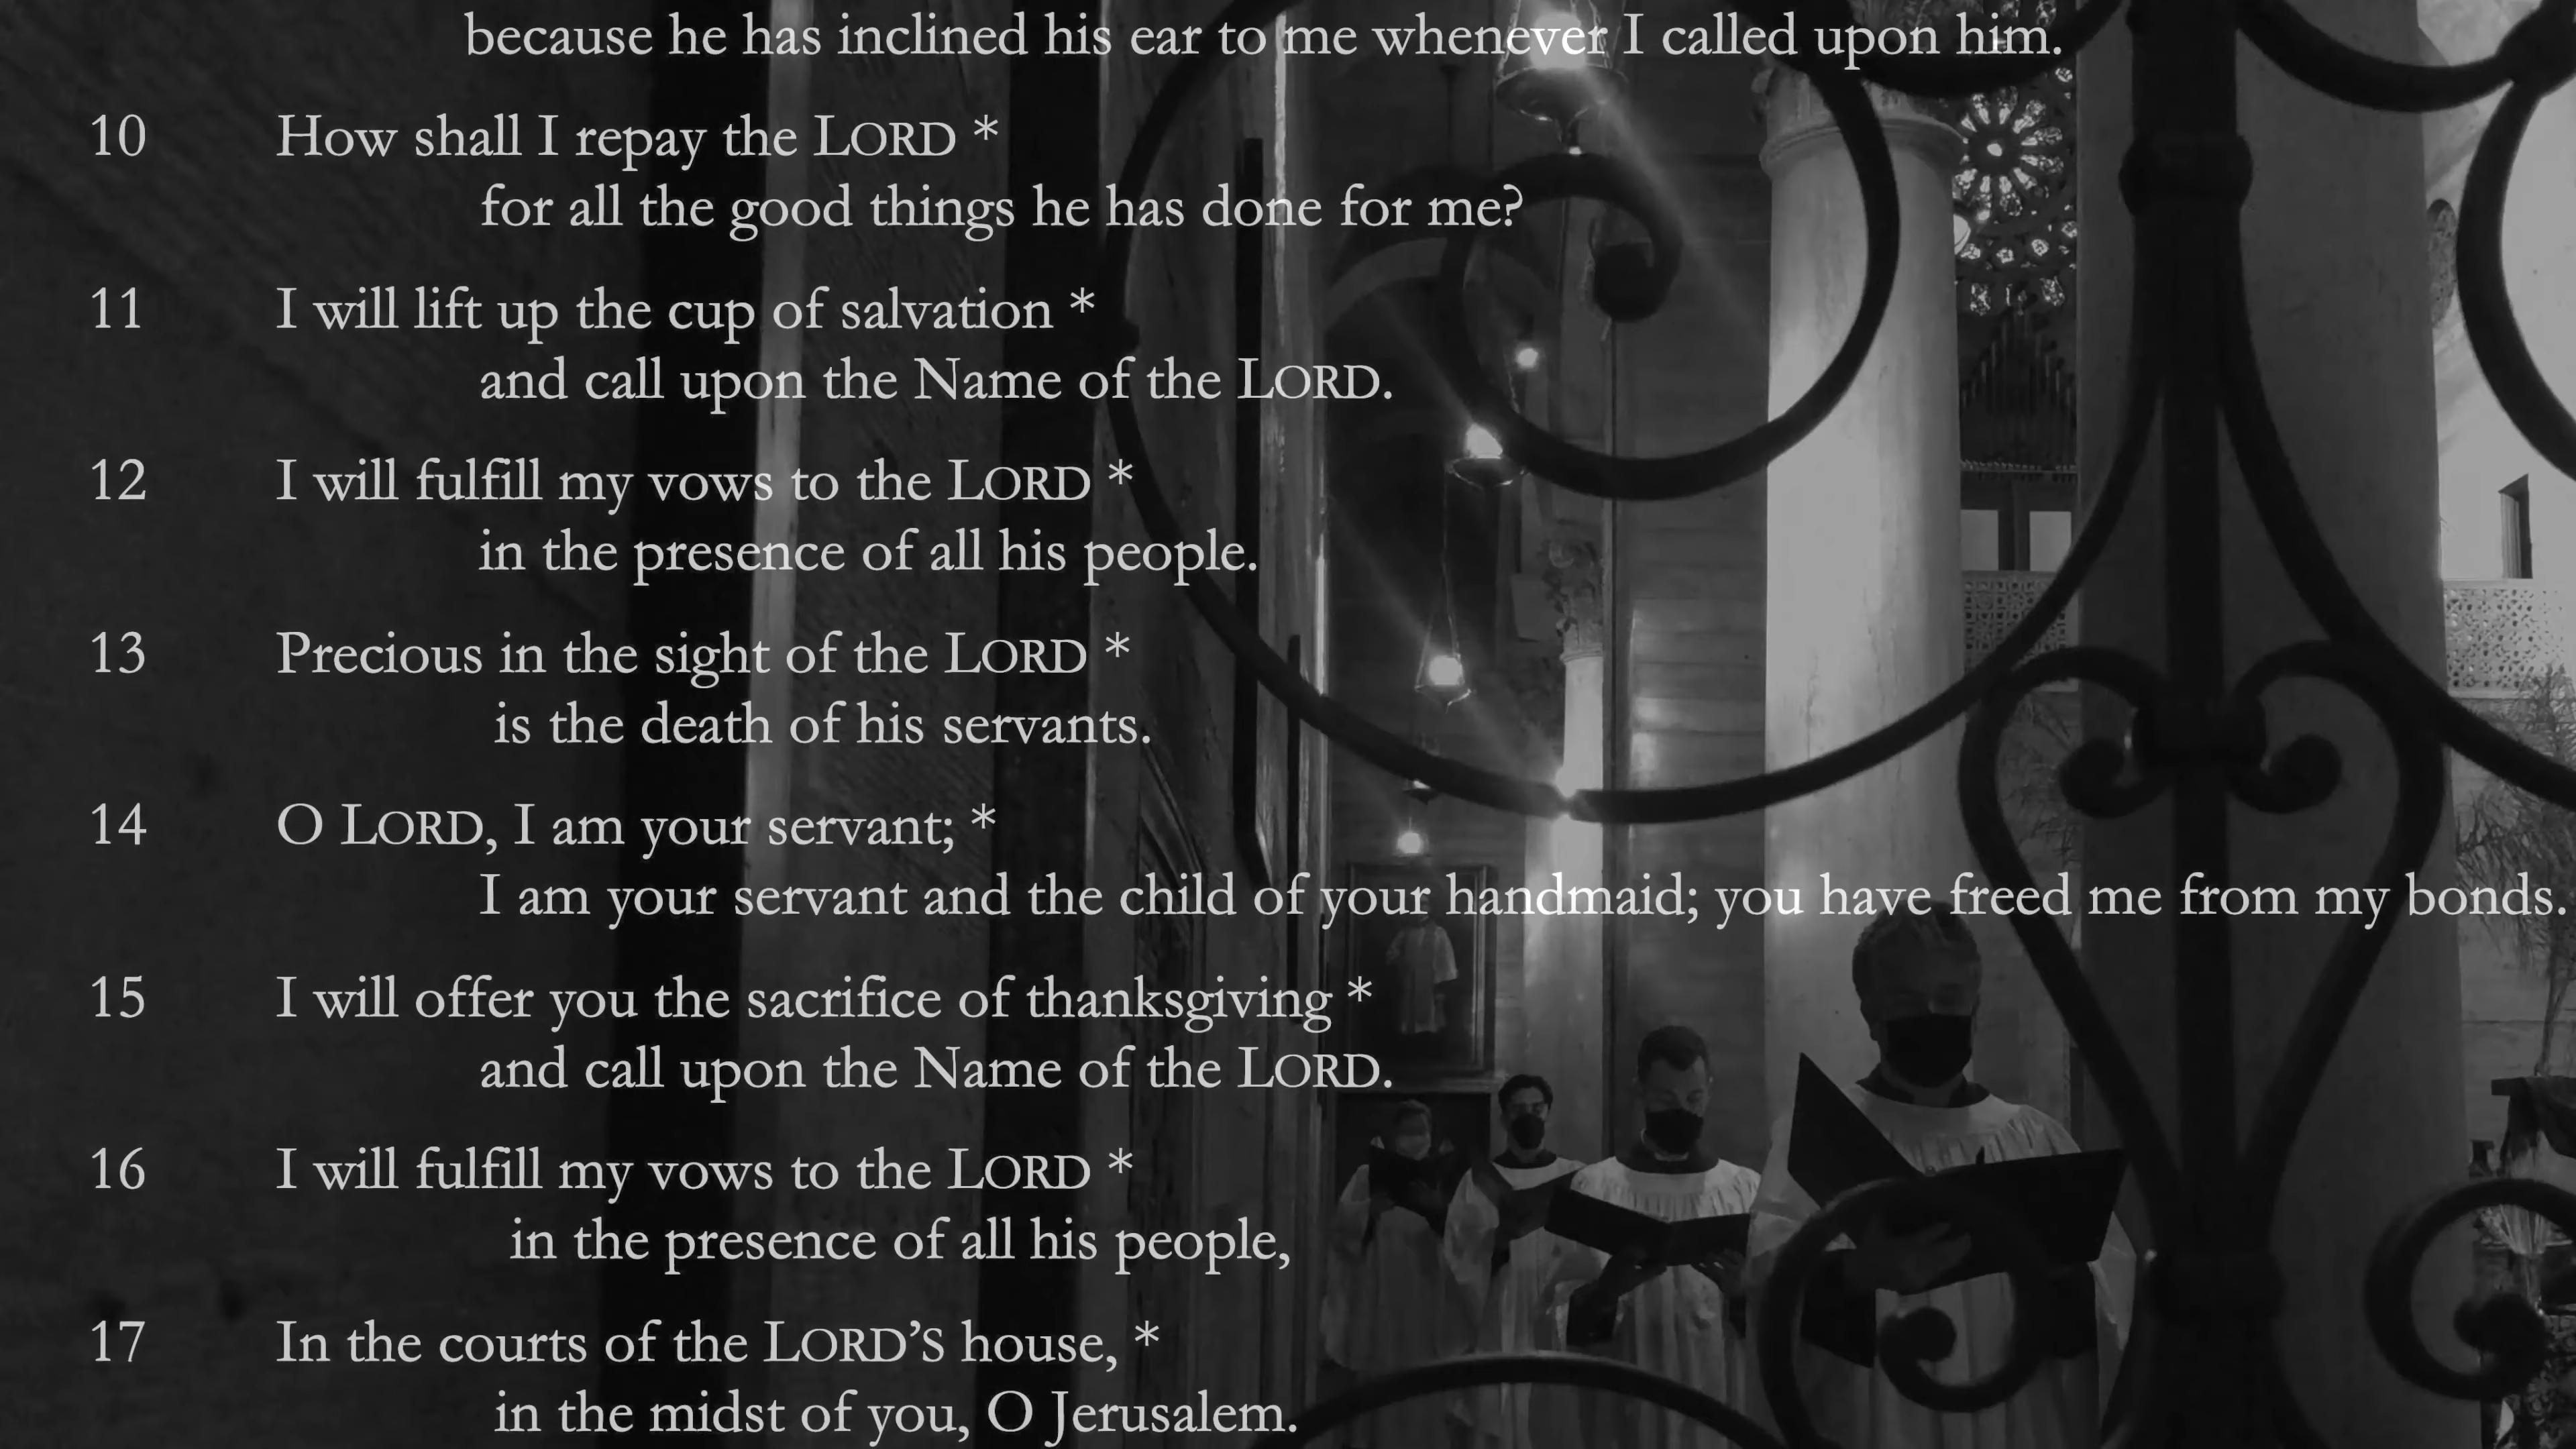 because he has inclined his ear to me whenever I called upon him.
10 How shall I repay the LORD *
for all the good things he has done for me?
11 I will lift up the cup of salvation *
and call upon the Name of the LORD.
12 I will fulfill my vows to the LORD *
in the presence of all his people.
13 Precious in the sight of the LORD *
is the death of his servants.
14 O LORD, I am your servant; *
I am your servant and the child of your handmaid; you have freed me from my bonds.
15 I will offer you the sacrifice of thanksgiving *
and call upon the Name of the LORD.
16 I will fulfill my vows to the LORD *
in the presence of all his people,
17 In the courts of the LORD’S house, *
in the midst of you, O Jerusalem.